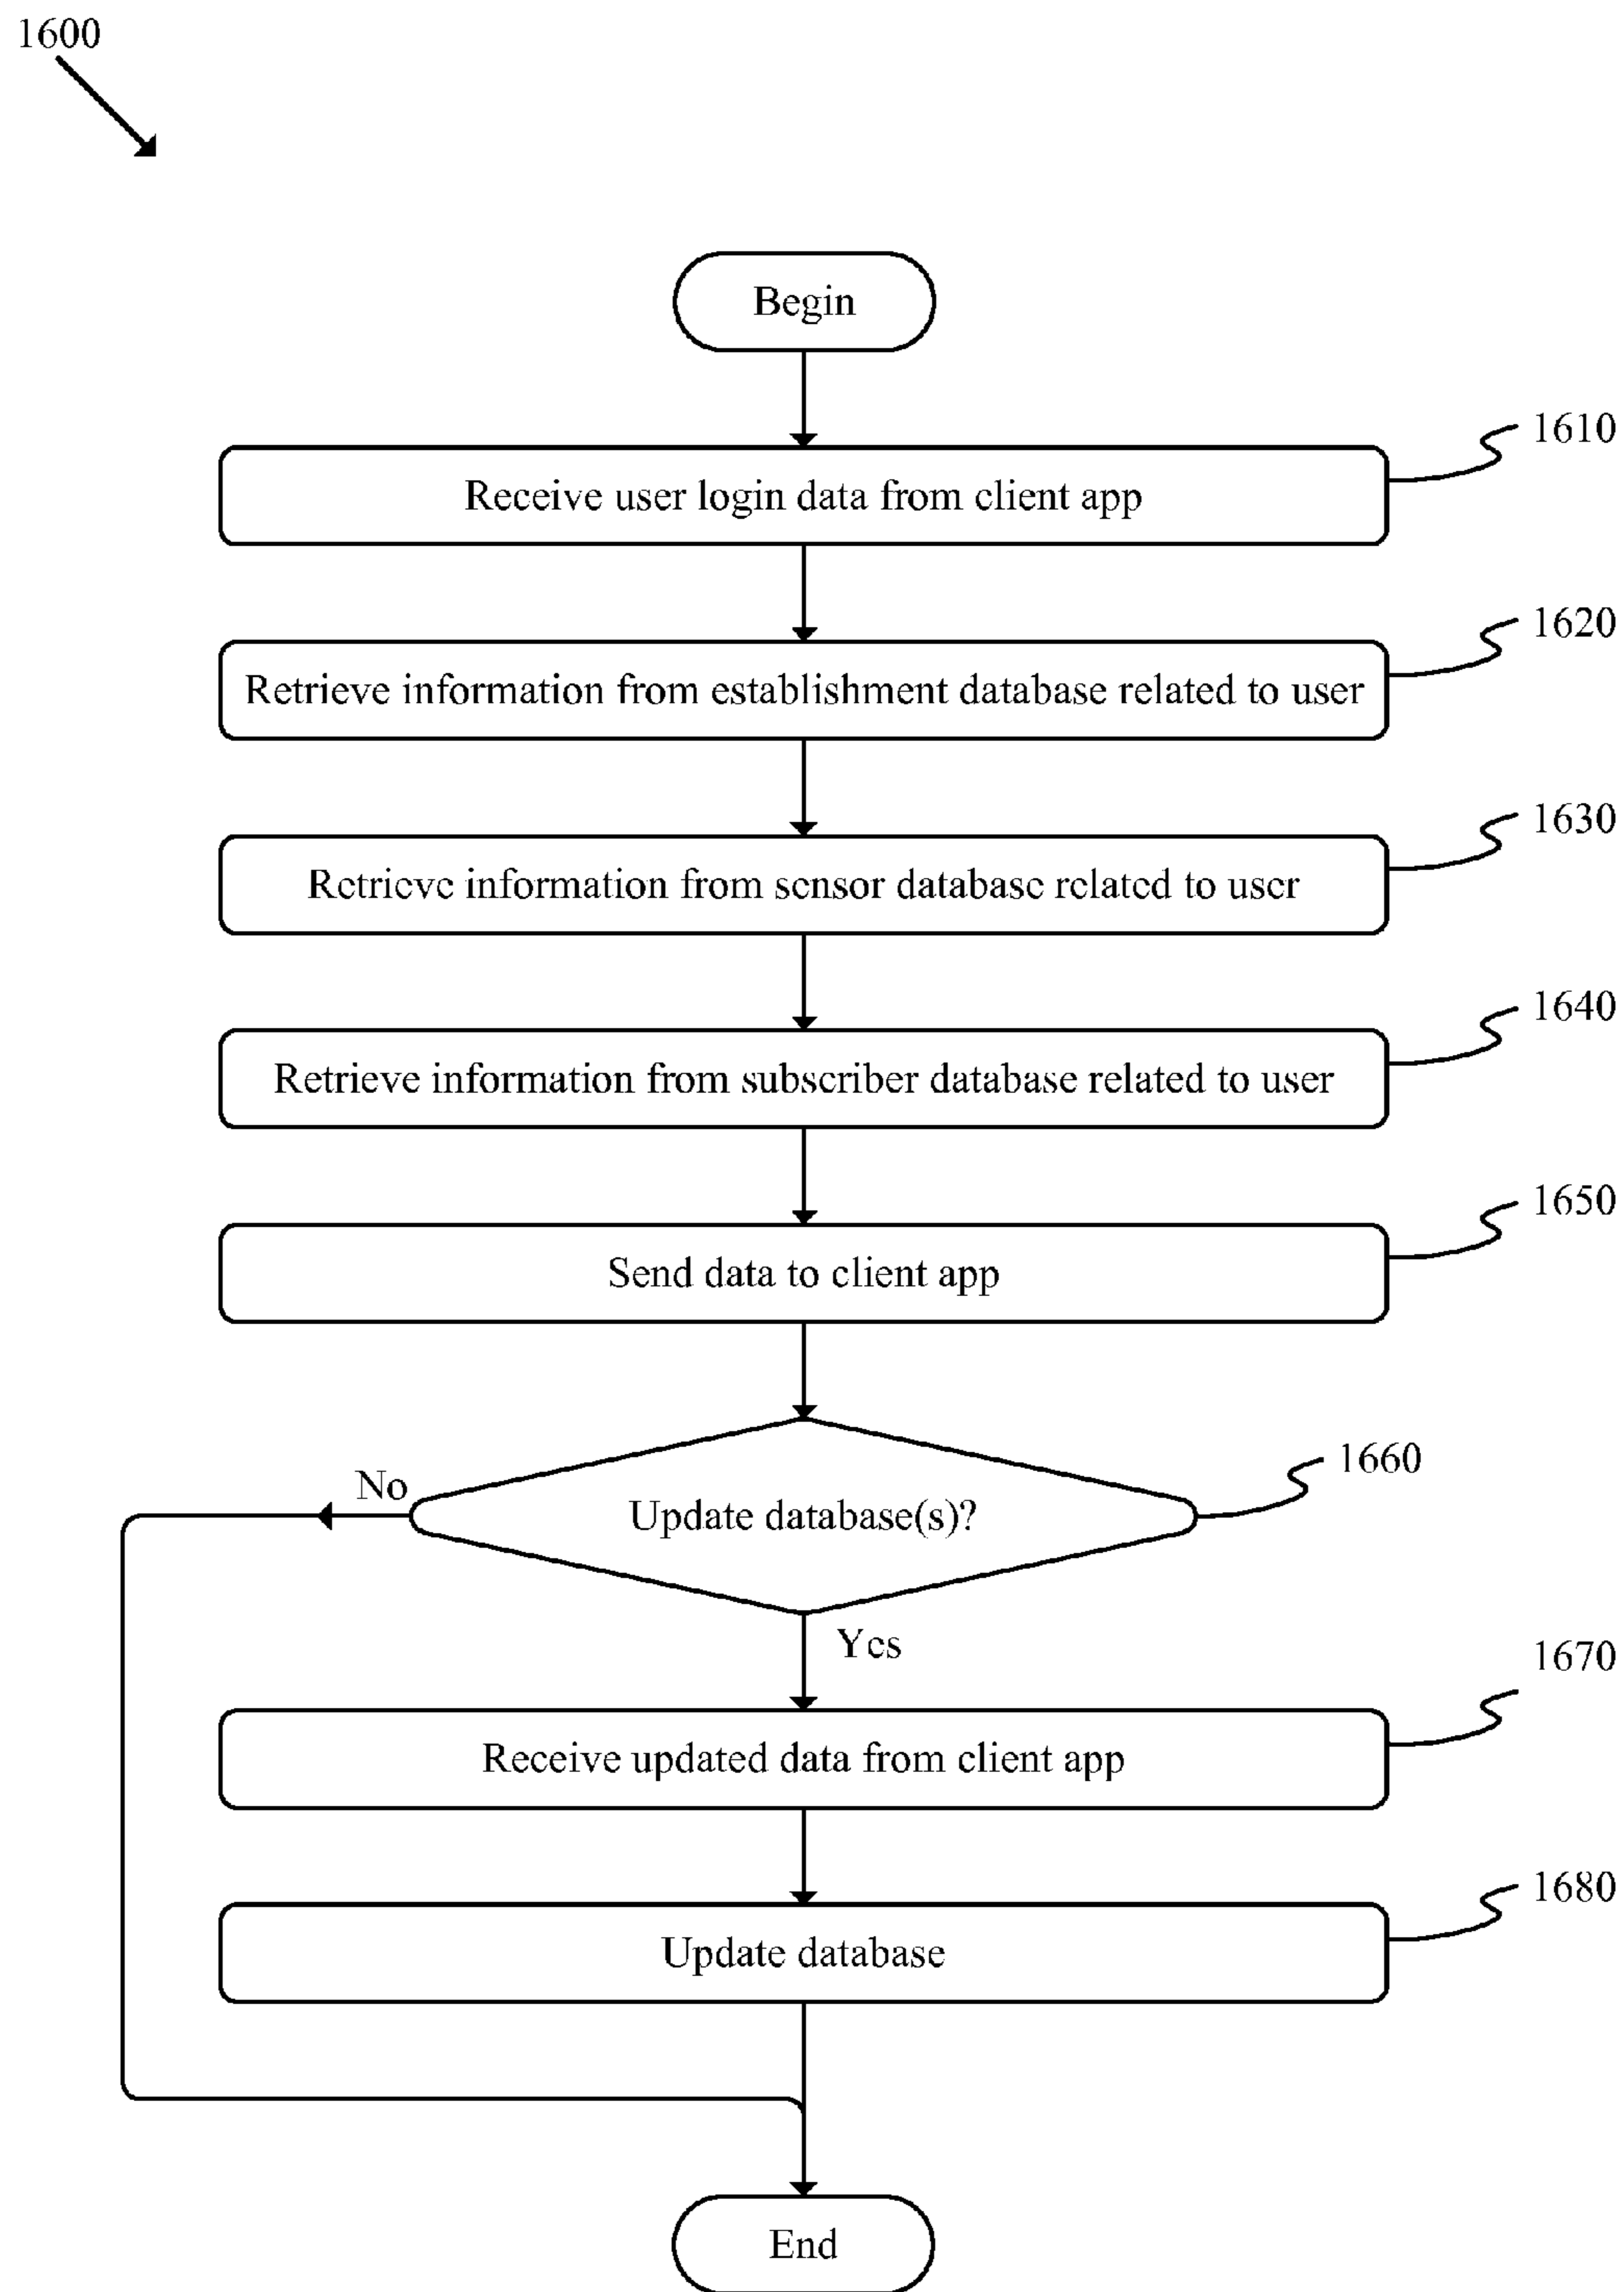 1600
Begin
1610
Receive user login data from client app
1620
Retrieve information from establishment database related to user
1630
Retrieve information from sensor database related to user
1640
Retrieve information from subscriber database related to user
1650
Send data to client app
1660
No
Update database(s)?
Yes
1670
Receive updated data from client app
1680
Update database
End